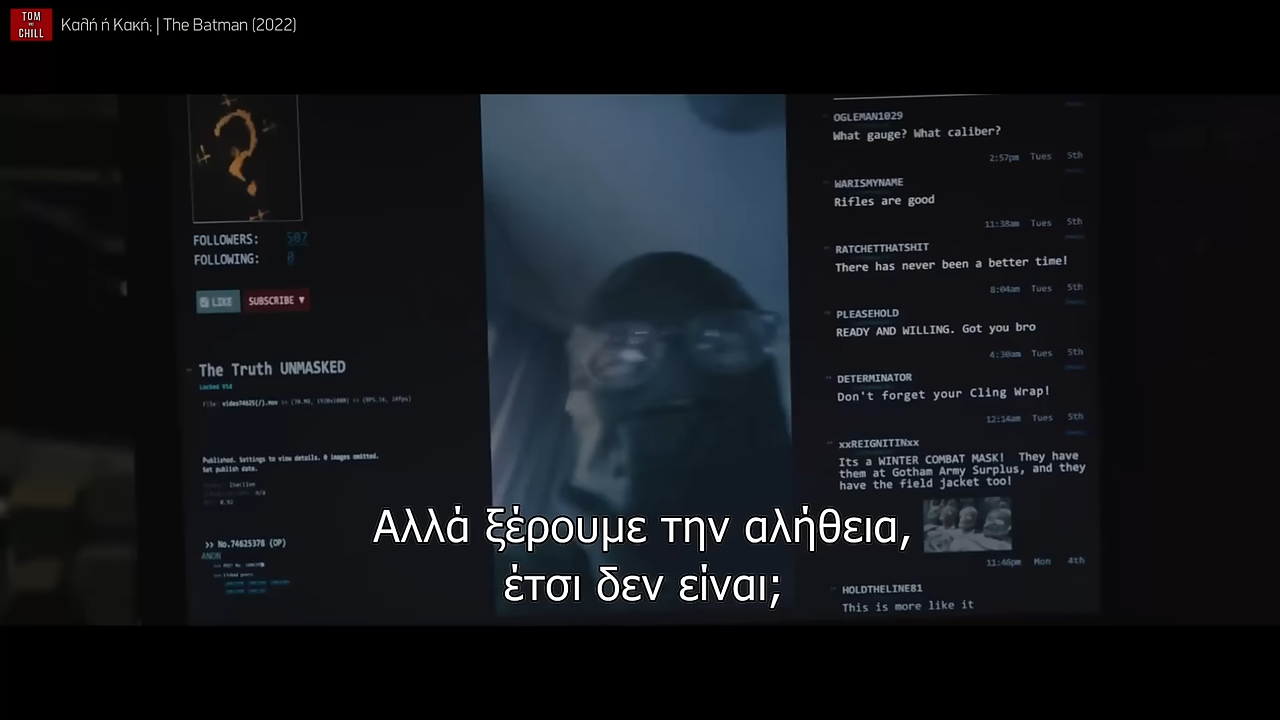 TOM
CHILL
Καλή ή Κακή; | The Batman (2022)
FOLLOWERS: 507
FOLLOWING: 0
LIKE
SUBSCRIBE ▼
The Truth UNMASKED
Locked Vid
Published. Settings to view details. 0 images omitted.
Set publish data.
>> No.74625378 (OP)
ANON
OGLEMAN1029
What gauge? What caliber?
2:57pm Tues 5th
WARISMYNAME
Rifles are good
11:38am Tues 5th
RATCHETTHATSHIT
There has never been a better time!
8:04am Tues 5th
PLEASEHOLD
READY AND WILLING. Got you bro
4:30am Tues 5th
DETERMINATOR
Don't forget your Cling Wrap!
12:14am Tues 5th
xxREIGNITINxx
Its a WINTER COMBAT MASK! They have
them at Gotham Army Surplus, and they
have the field jacket too!
11:46pm Mon 4th
HOLDTHELINE81
This is more like it
Αλλά ξέρουμε την αλήθεια,
έτσι δεν είναι;